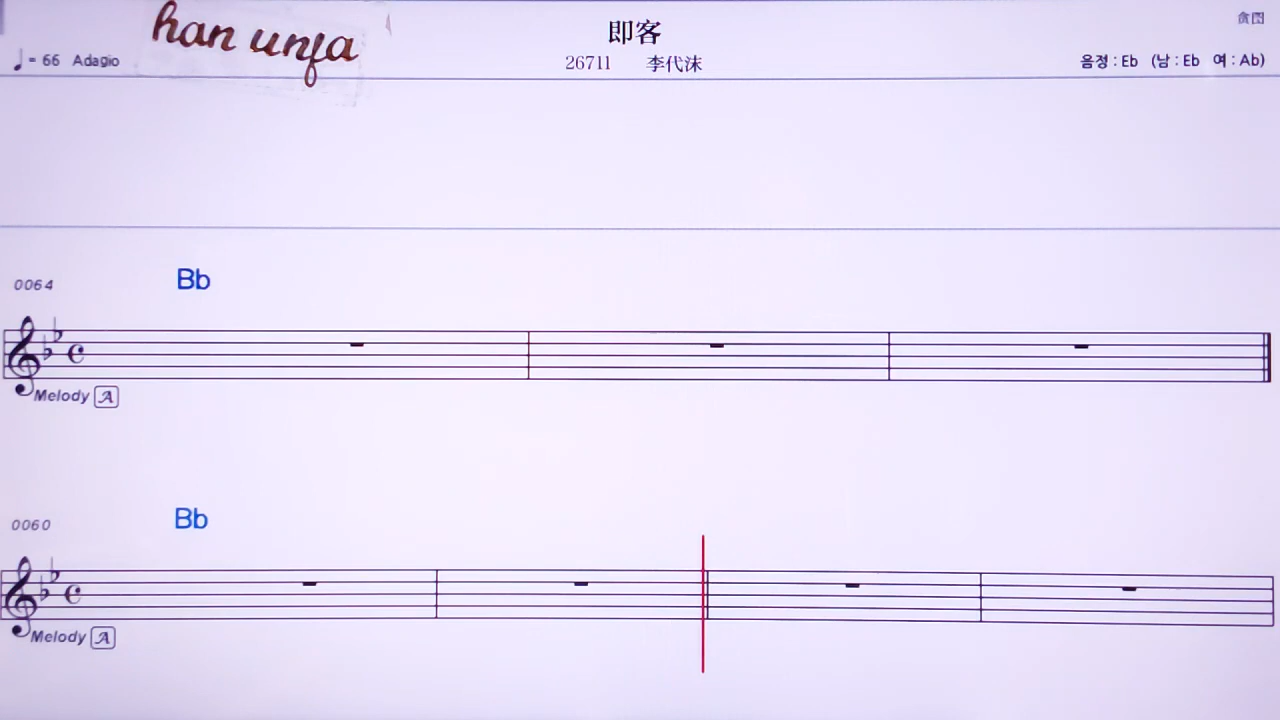 han unfa
即客
♩= 66 Adagio
26711 李代沫
음정 : Eb (남 : Eb 여 : Ab)
0064 Bb
Melody A
0060 Bb
Melody A